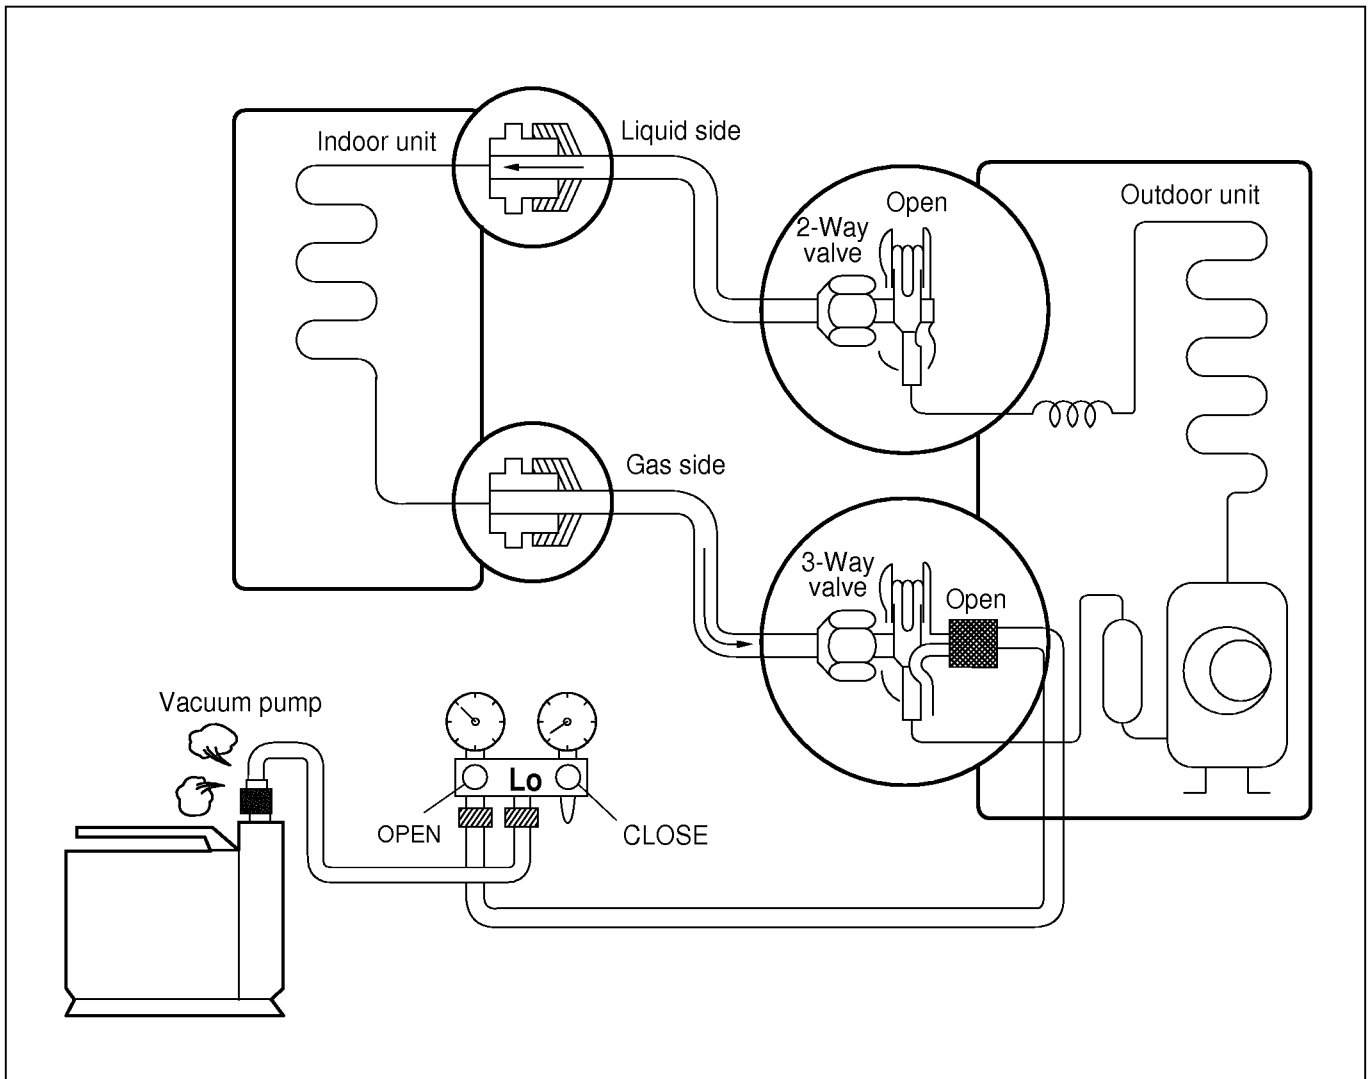 Indoor unit
Liquid side
Open
2-Way
valve
Outdoor unit
Gas side
3-Way
valve
Open
Vacuum pump
Lo
OPEN
CLOSE